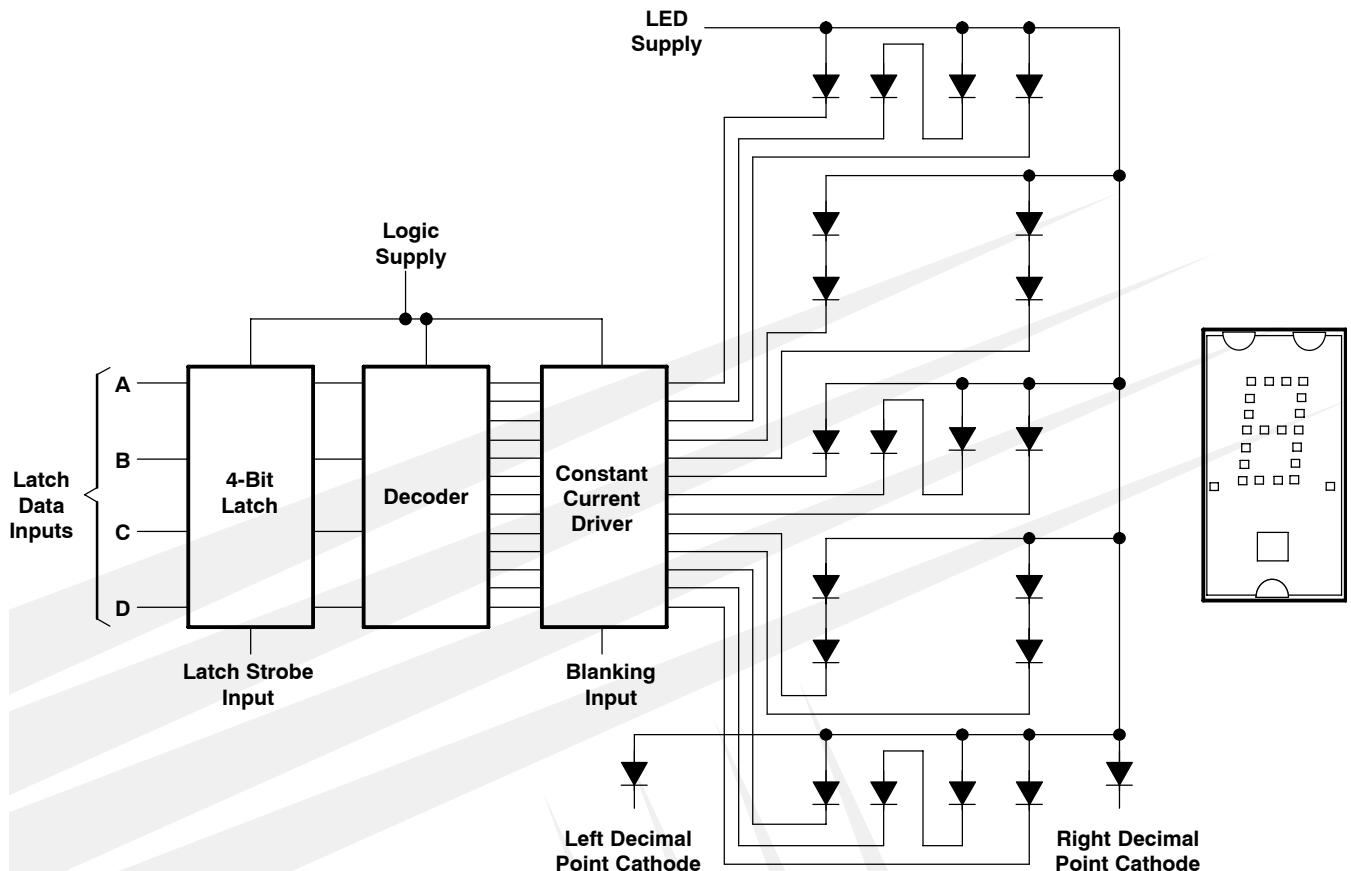 LED
Supply
Logic
Supply
Latch
Data
Inputs
A
B
C
D
4-Bit
Latch
Decoder
Constant
Current
Driver
Latch Strobe
Input
Blanking
Input
Left Decimal
Point Cathode
Right Decimal
Point Cathode